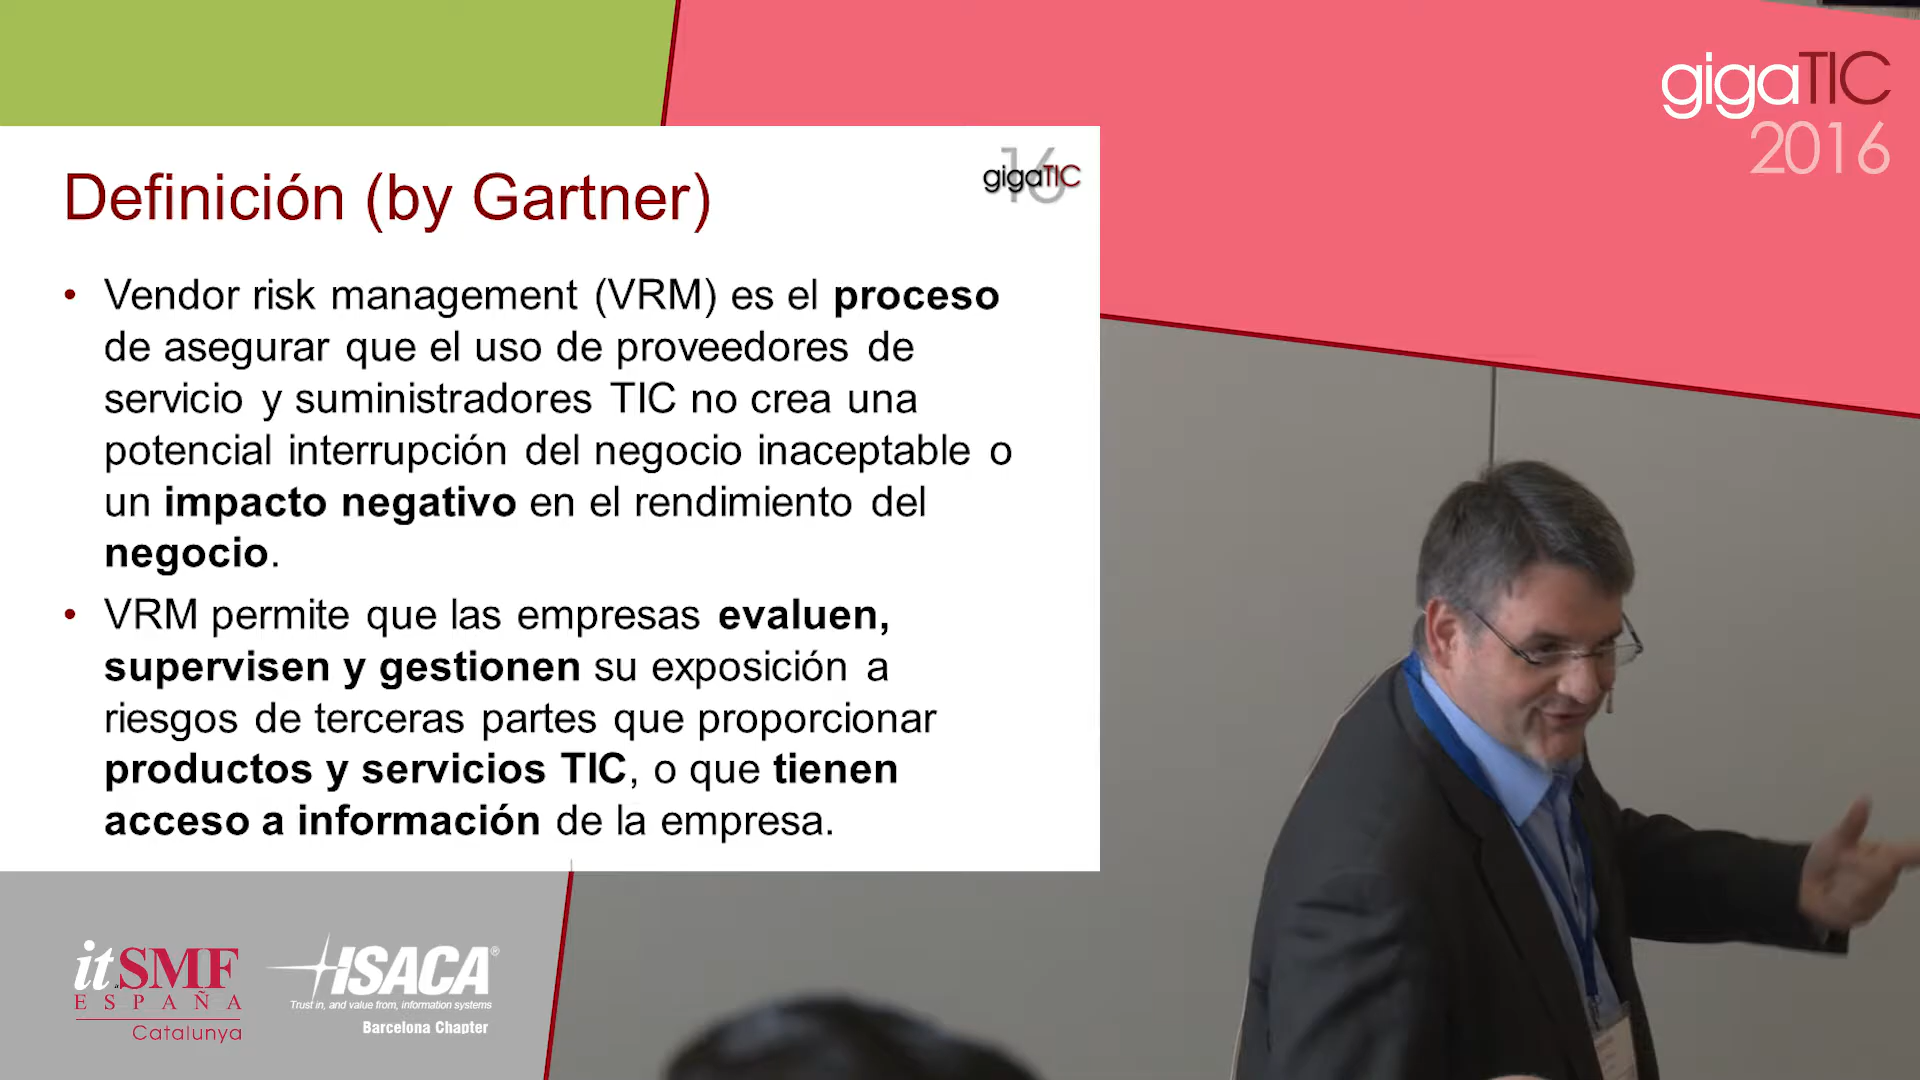 gigaTIC
2016
Definición (by Gartner)
16
gigaTIC
• Vendor risk management (VRM) es el proceso
de asegurar que el uso de proveedores de
servicio y suministradores TIC no crea una
potencial interrupción del negocio inaceptable o
un impacto negativo en el rendimiento del
negocio.
• VRM permite que las empresas evaluen,
supervisen y gestionen su exposición a
riesgos de terceras partes que proporcionar
productos y servicios TIC, o que tienen
acceso a información de la empresa.
itSMF
ESPAÑA
Catalunya
ISACA®
Trust in, and value from, information systems
Barcelona Chapter